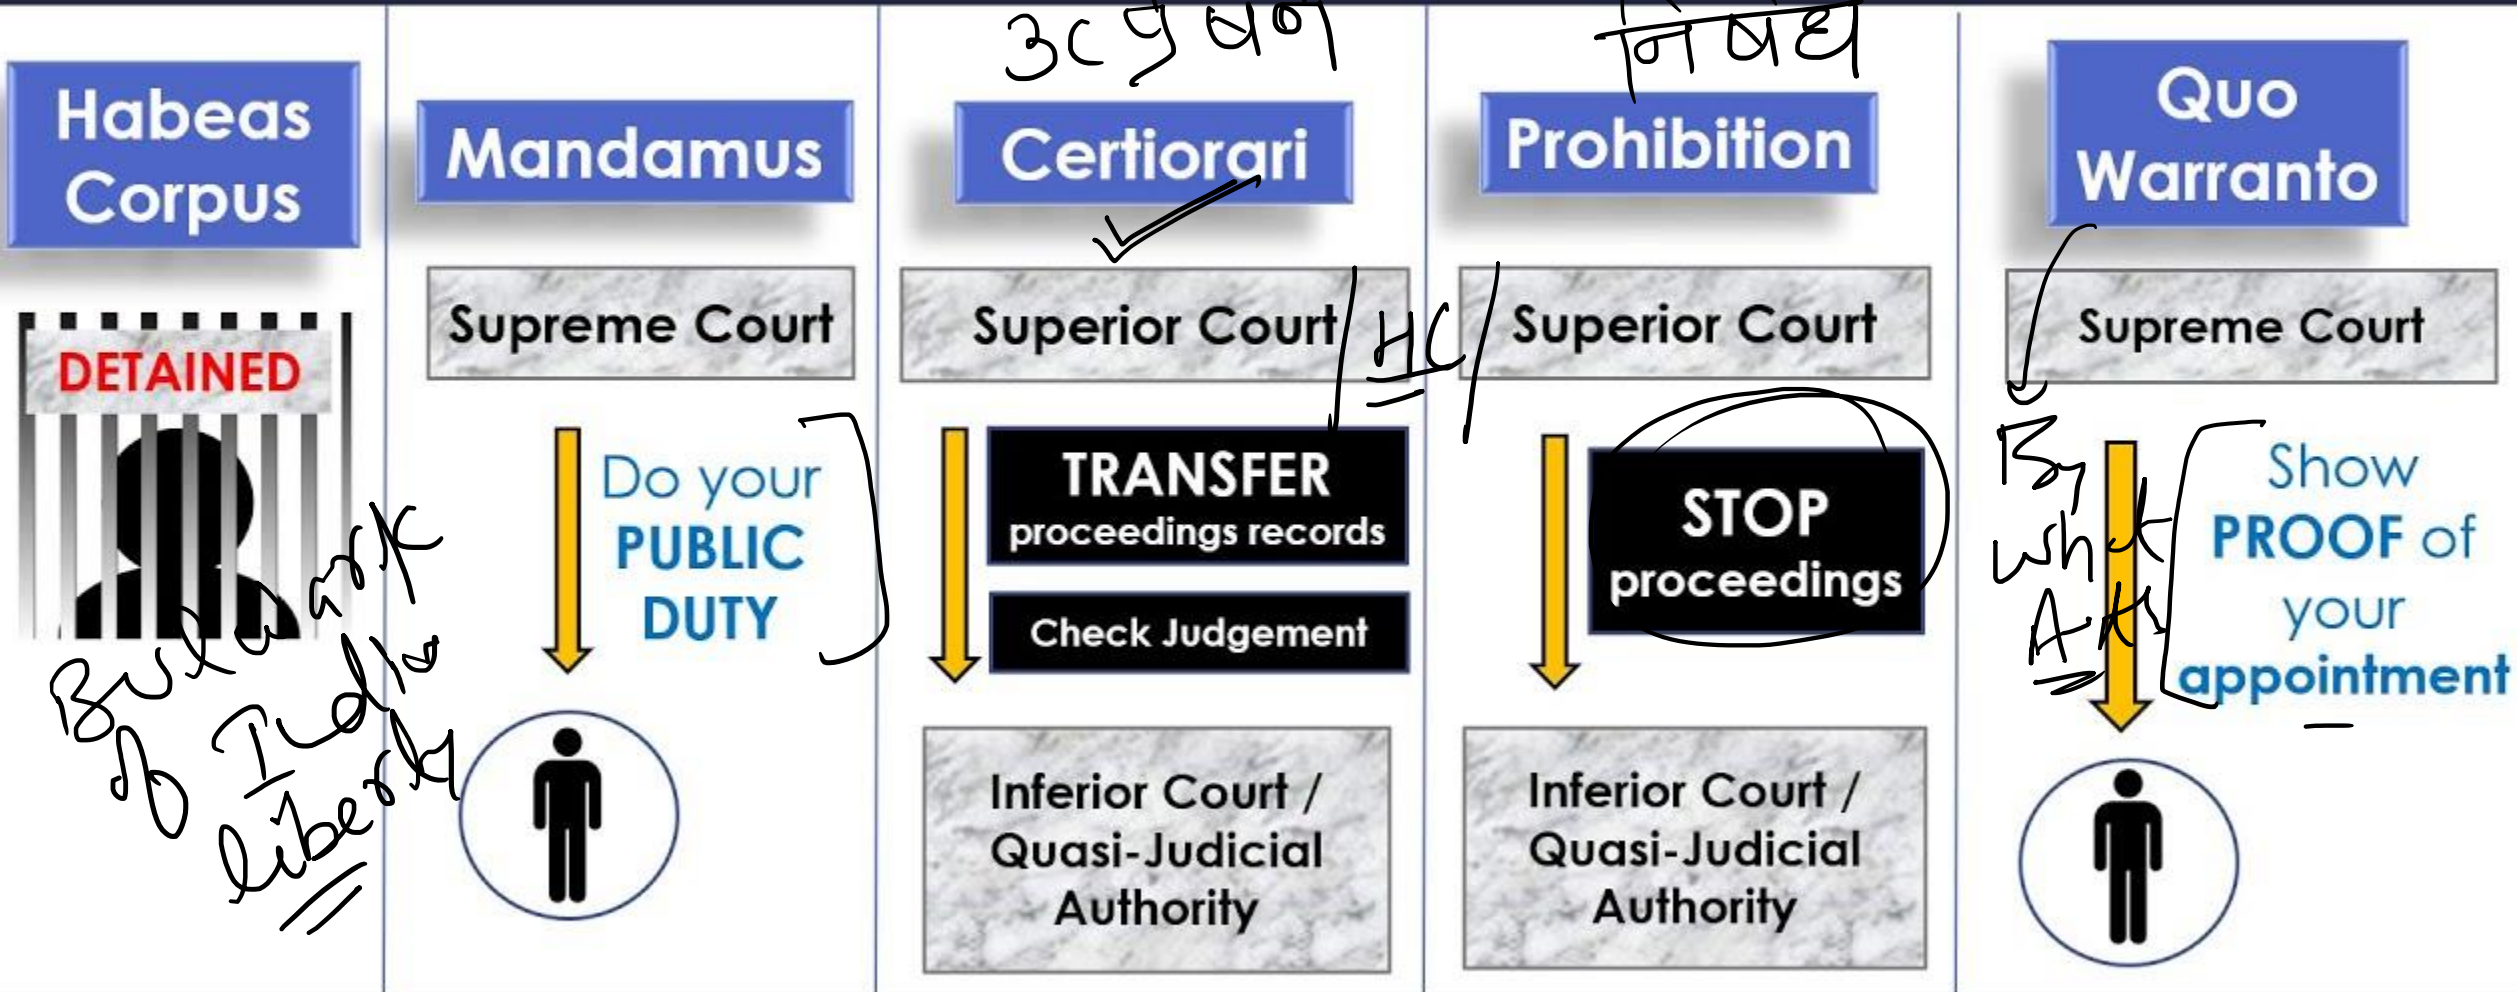 उत्प्रेषण
निबंध
Habeas
Corpus
Mandamus
Certiorari
Prohibition
Quo
Warranto
DETAINED
Bulwark
of India
liberty
Supreme Court
Do your
PUBLIC
DUTY
Superior Court
HC
TRANSFER
proceedings records
Check Judgement
Inferior Court /
Quasi-Judicial
Authority
Superior Court
STOP
proceedings
Inferior Court /
Quasi-Judicial
Authority
Supreme Court
By
what
Show
PROOF of
your
appointment